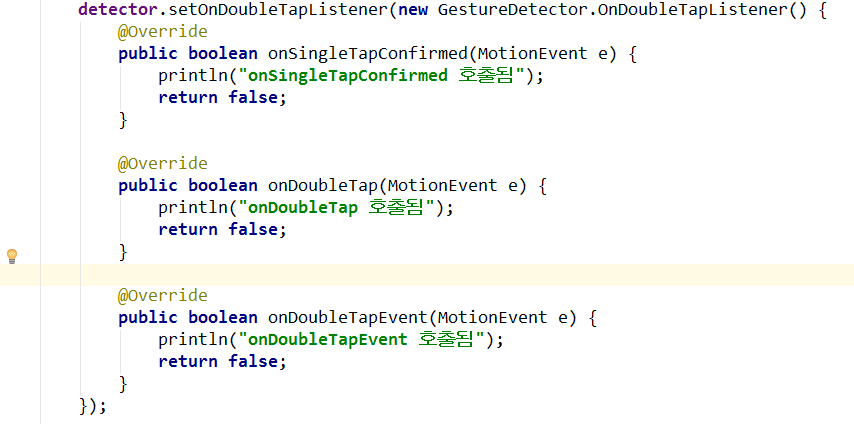 detector.setOnDoubleTapListener(new GestureDetector.OnDoubleTapListener() {
@Override
public boolean onSingleTapConfirmed(MotionEvent e) {
println("onSingleTapConfirmed 호출됨");
return false;
}
@Override
public boolean onDoubleTap(MotionEvent e) {
println("onDoubleTap 호출됨");
return false;
}
@Override
public boolean onDoubleTapEvent(MotionEvent e) {
println("onDoubleTapEvent 호출됨");
return false;
}
});